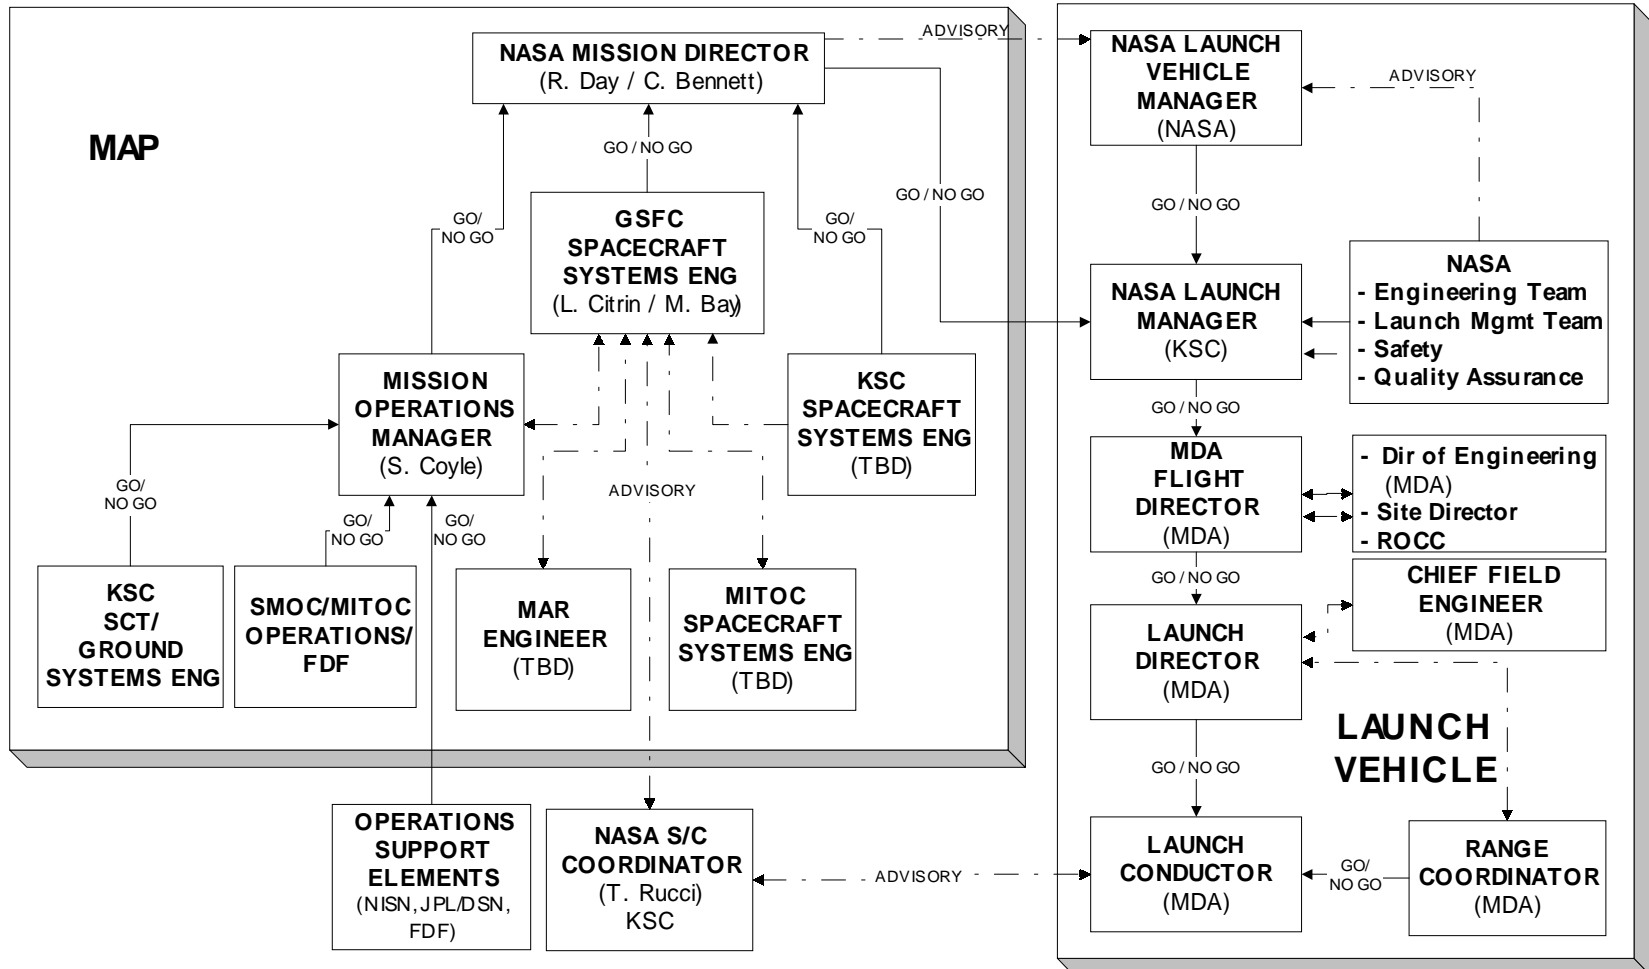 MAP
NASA MISSION DIRECTOR
(R. Day / C. Bennett)
ADVISORY
GO / NO GO
GO / NO GO
GSFC
SPACECRAFT
SYSTEMS ENG
(L. Citrin / M. Bay)
GO/
NO GO
GO/
NO GO
MISSION
OPERATIONS
MANAGER
(S. Coyle)
KSC
SPACECRAFT
SYSTEMS ENG
(TBD)
ADVISORY
GO/
NO GO
GO/
NO GO
GO/
NO GO
KSC
SCT/
GROUND
SYSTEMS ENG
SMOC/MITOC
OPERATIONS/
FDF
MAR
ENGINEER
(TBD)
MITOC
SPACECRAFT
SYSTEMS ENG
(TBD)
OPERATIONS
SUPPORT
ELEMENTS
(NISN, JPL/DSN,
FDF)
NASA S/C
COORDINATOR
(T. Rucci)
KSC
ADVISORY
NASA LAUNCH
VEHICLE
MANAGER
(NASA)
ADVISORY
GO / NO GO
NASA LAUNCH
MANAGER
(KSC)
NASA
- Engineering Team
- Launch Mgmt Team
- Safety
- Quality Assurance
GO / NO GO
MDA
FLIGHT
DIRECTOR
(MDA)
- Dir of Engineering
(MDA)
- Site Director
- ROCC
GO / NO GO
CHIEF FIELD
ENGINEER
(MDA)
LAUNCH
DIRECTOR
(MDA)
LAUNCH
VEHICLE
GO / NO GO
LAUNCH
CONDUCTOR
(MDA)
GO/
NO GO
RANGE
COORDINATOR
(MDA)